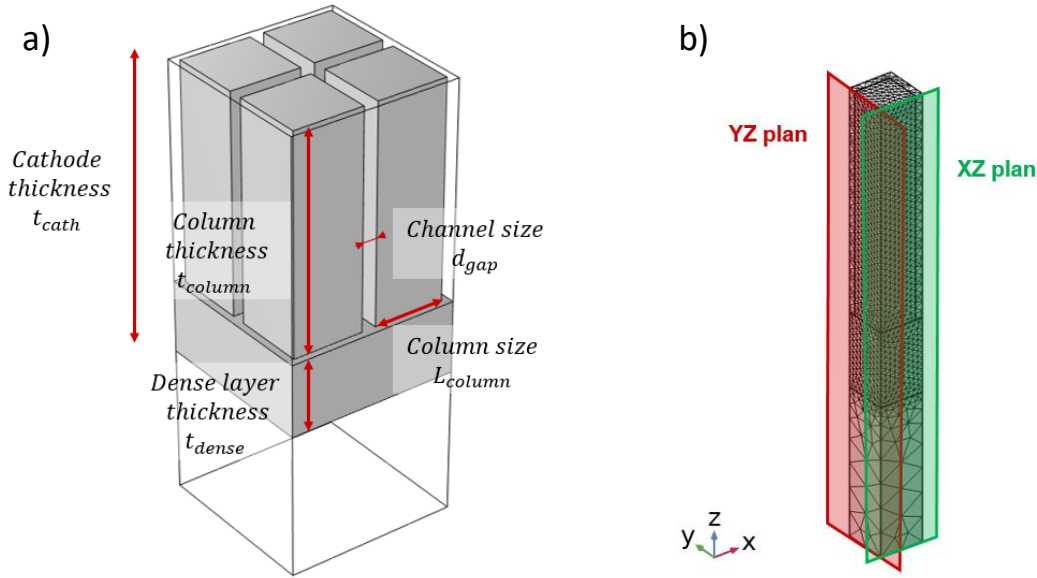 a)
Cathode
thickness
t_cath
Column
thickness
t_column
Channel size
d_gap
Column size
L_column
Dense layer
thickness
t_dense
b)
YZ plan
XZ plan
z
y
x